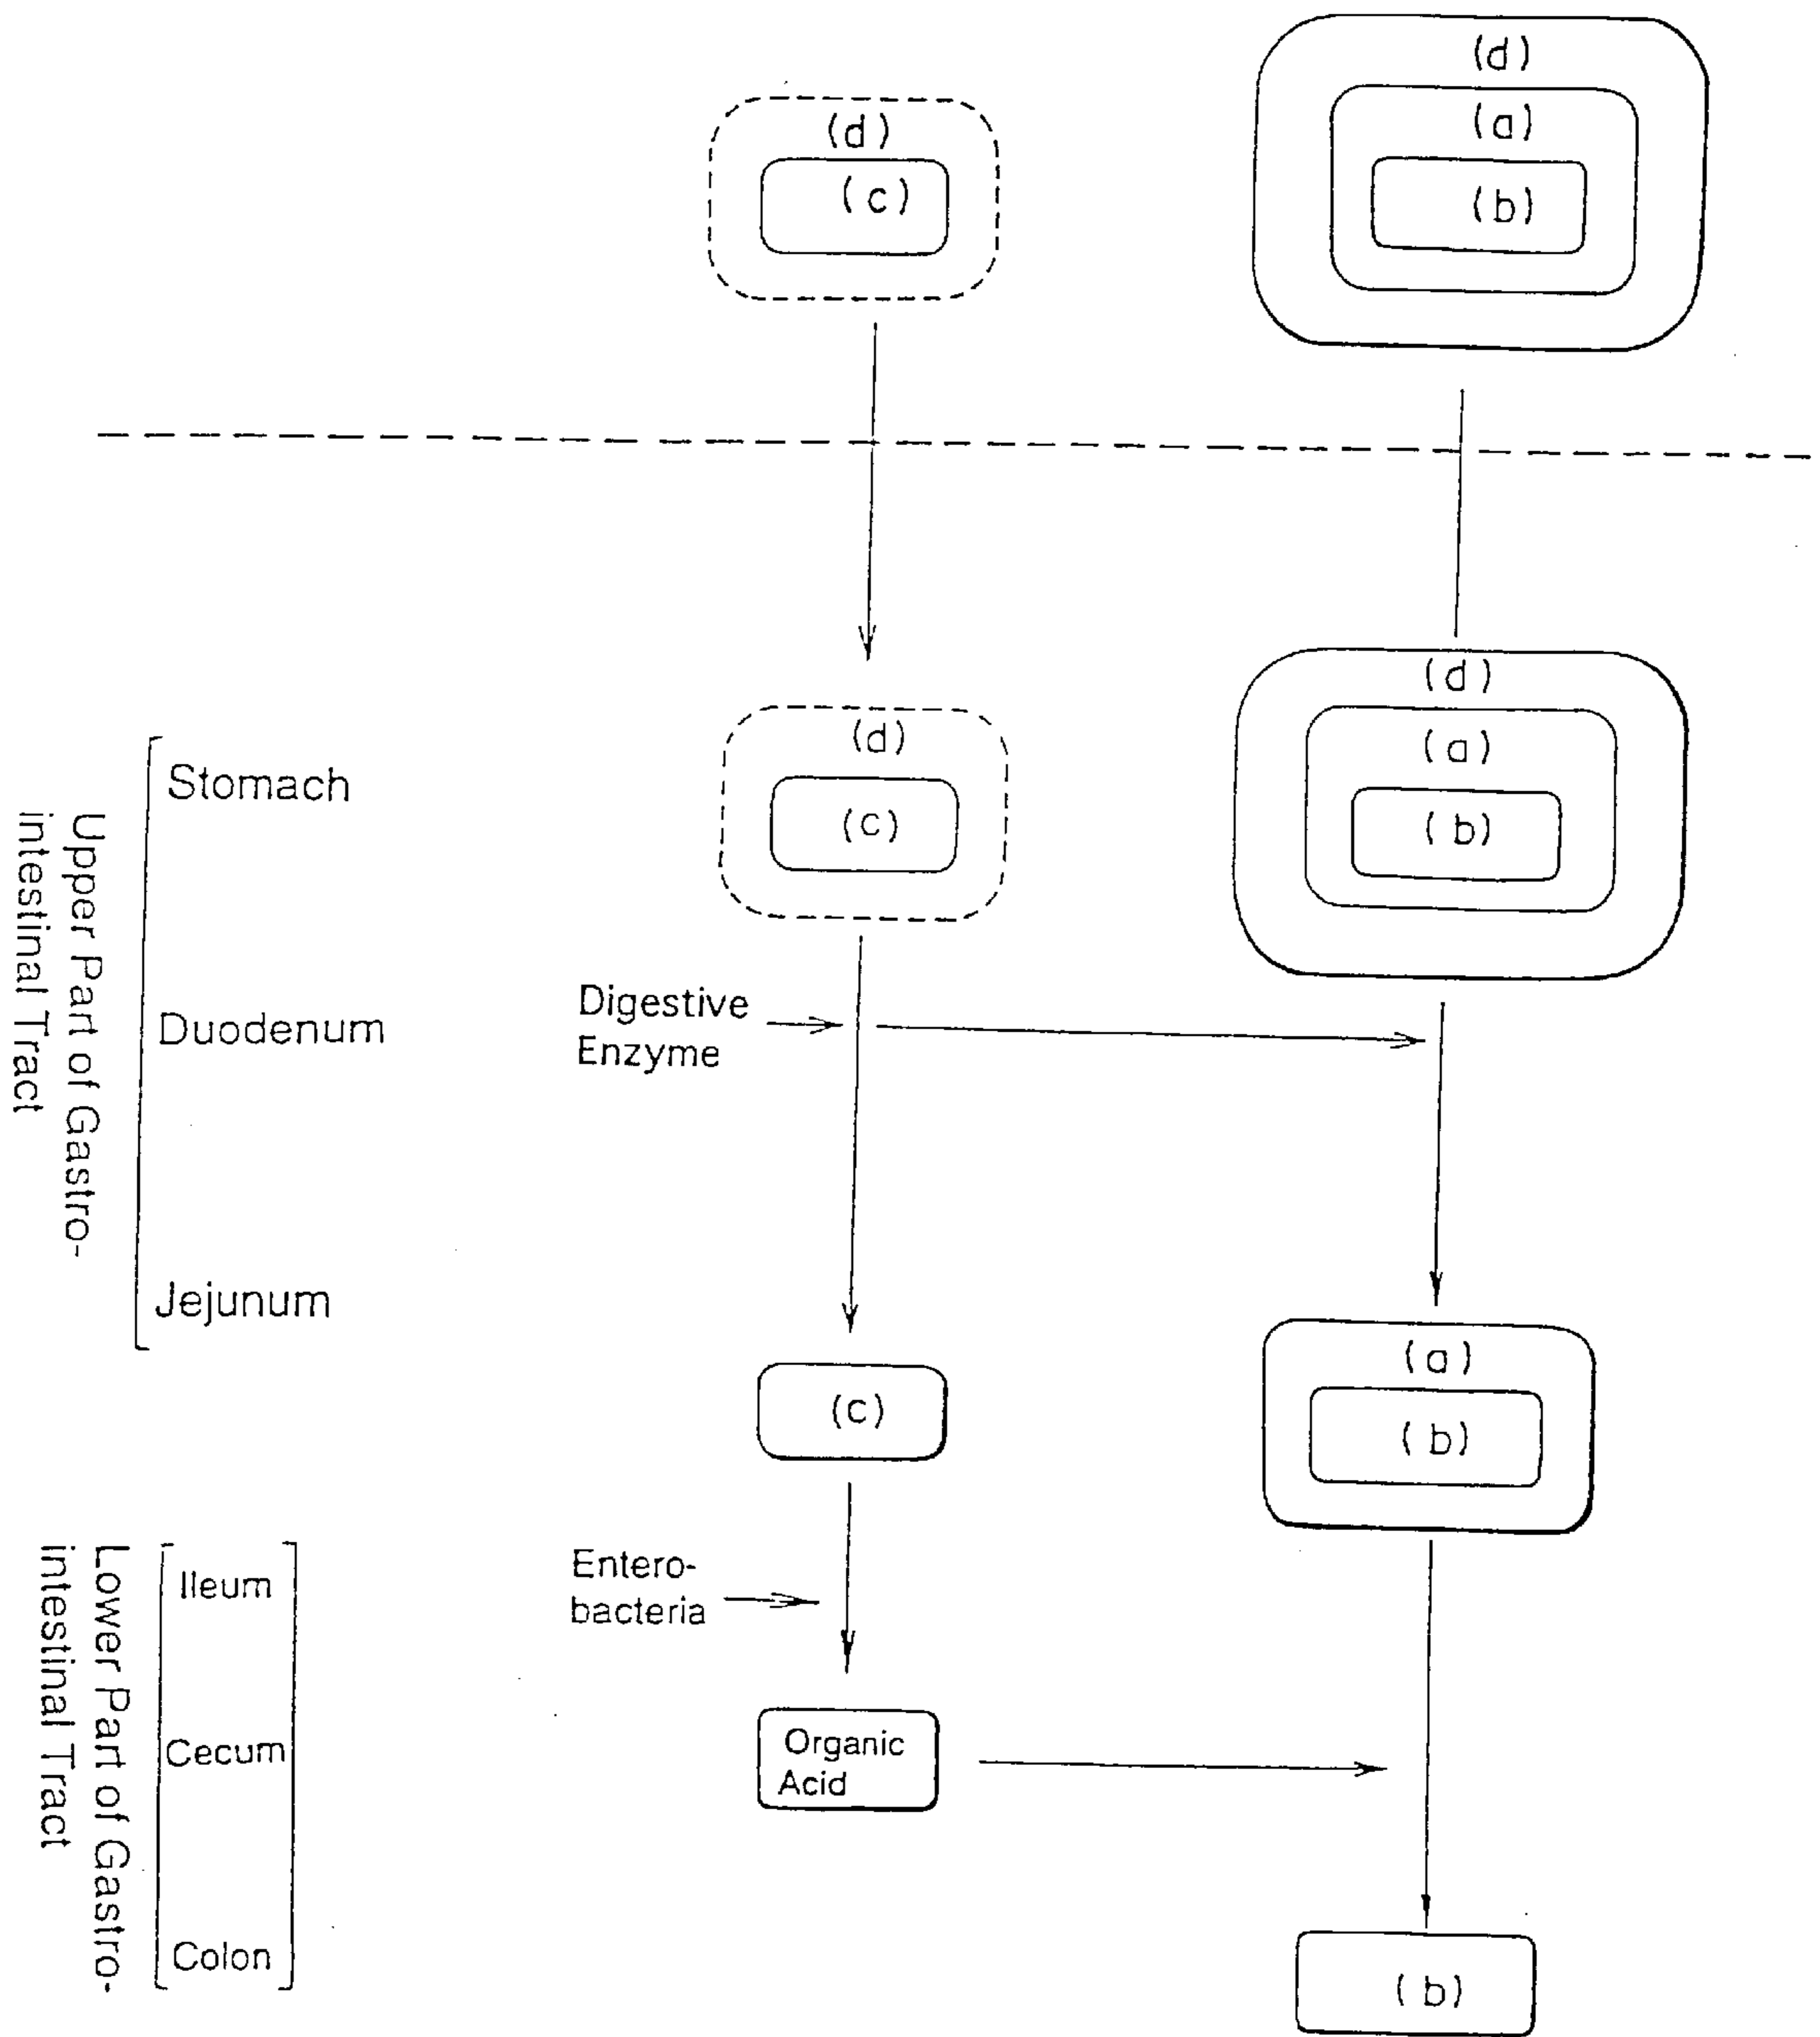 (d)
(d)
(a)
(c)
(b)
(d)
(d)
(a)
Stomach
(c)
(b)
Upper Part of Gastro-
intestinal Tract
Digestive
Enzyme
Duodenum
Jejunum
(a)
(c)
(b)
Lower Part of Gastro-
intestinal Tract
Ileum
Entero-
bacteria
Cecum
Organic
Acid
Colon
(b)